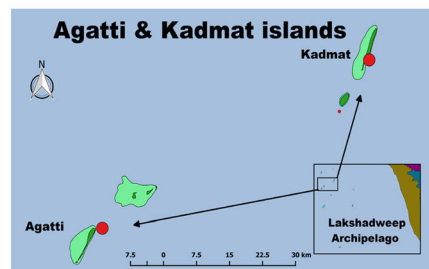 Agatti & Kadmat islands
Kadmat
N
Agatti
Lakshadweep
Archipelago
7.5 0 7.5 15 22.5 30 km